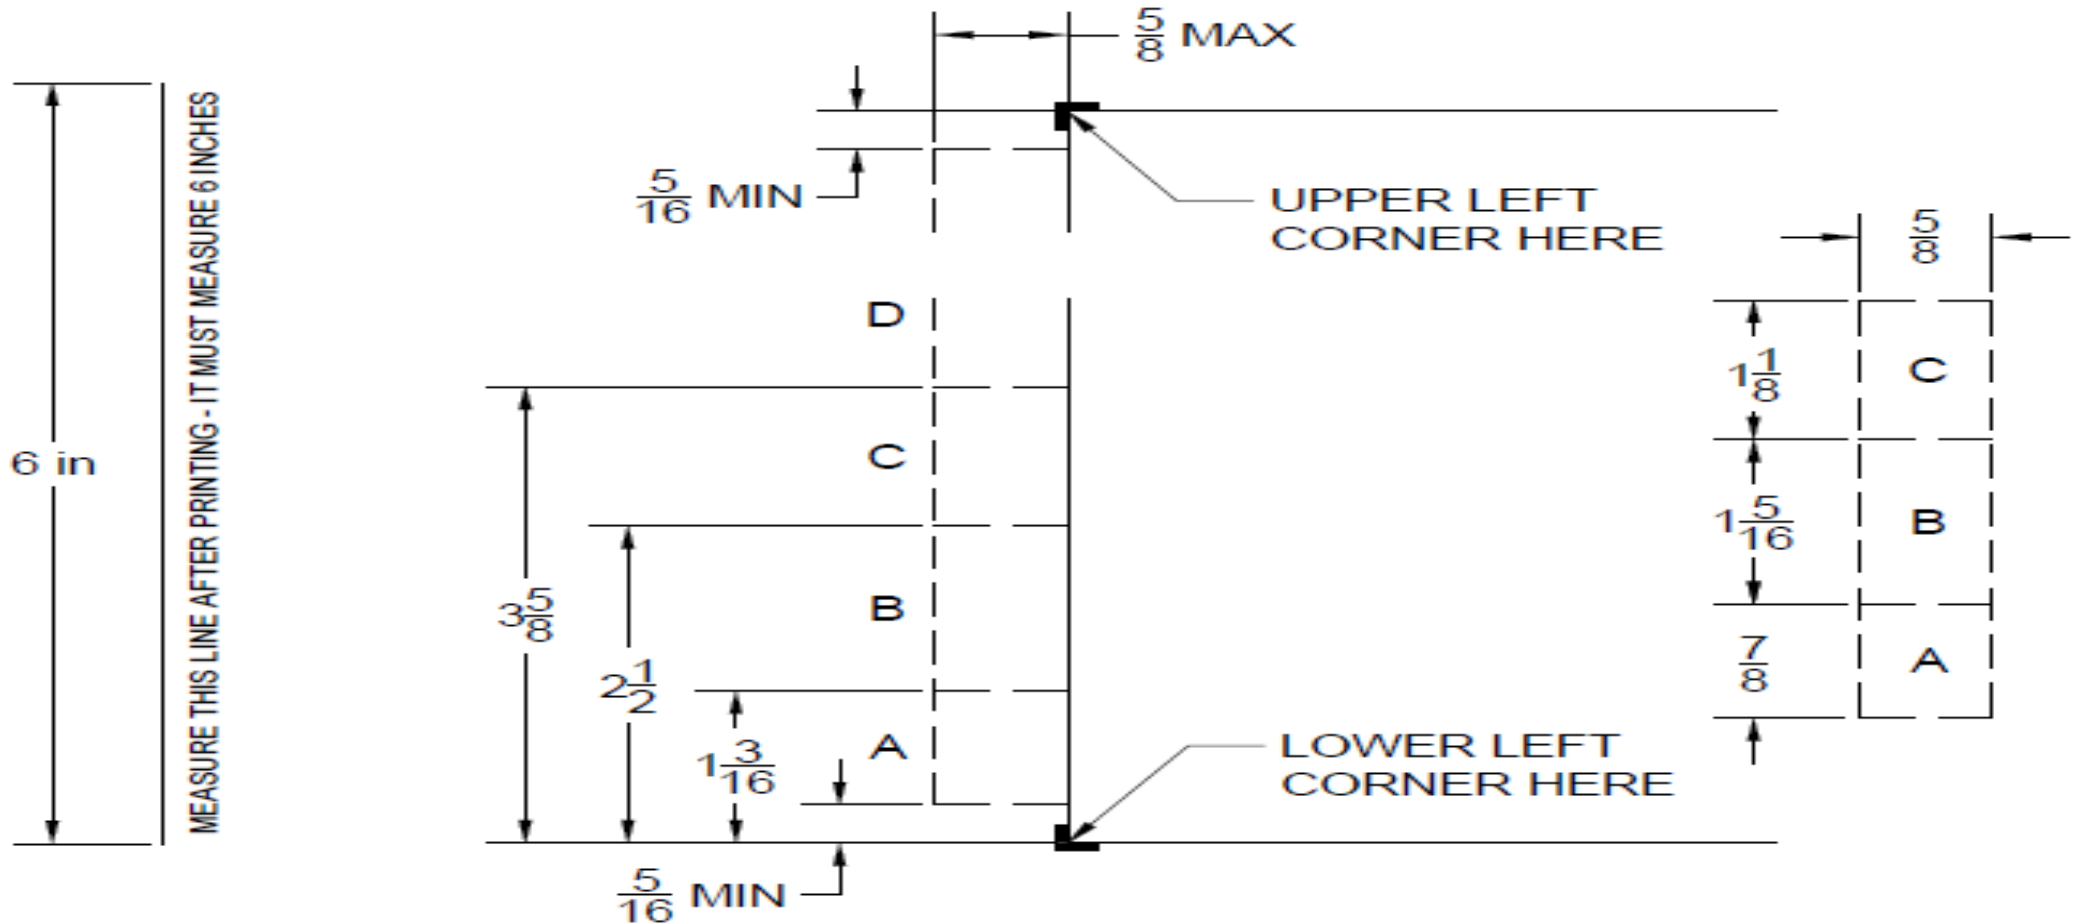 5/8 MAX
MEASURE THIS LINE AFTER PRINTING - IT MUST MEASURE 6 INCHES
6 in
5/16 MIN
UPPER LEFT
CORNER HERE
D
C
B
A
3 5/8
2 1/2
1 3/16
5/16 MIN
LOWER LEFT
CORNER HERE
5/8
1 1/8
C
1 5/16
B
7/8
A